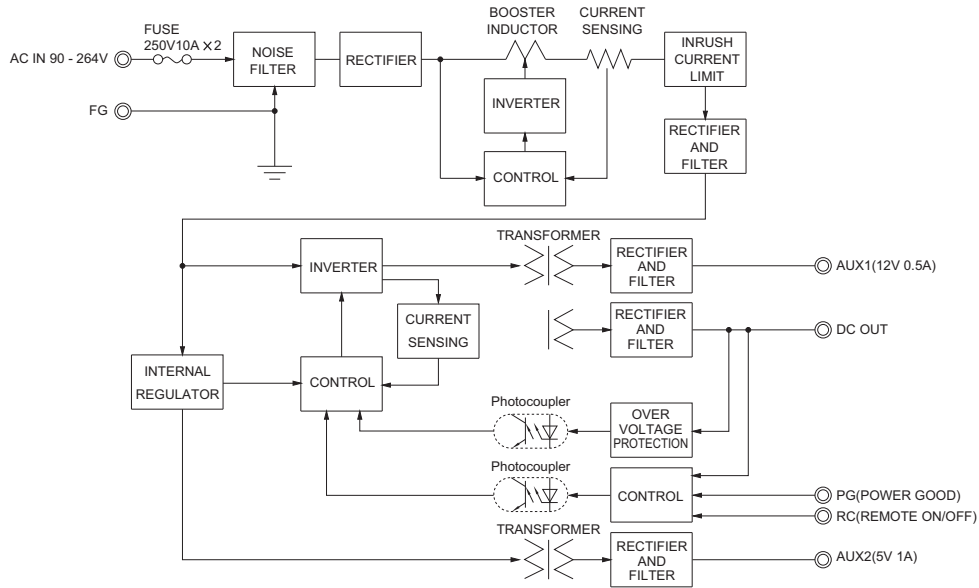 BOOSTER
INDUCTOR
CURRENT
SENSING
FUSE
250V10A ×2
AC IN 90 - 264V
NOISE
FILTER
RECTIFIER
INRUSH
CURRENT
LIMIT
FG
INVERTER
RECTIFIER
AND
FILTER
CONTROL
TRANSFORMER
INVERTER
RECTIFIER
AND
FILTER
AUX1(12V 0.5A)
CURRENT
SENSING
RECTIFIER
AND
FILTER
DC OUT
INTERNAL
REGULATOR
CONTROL
Photocoupler
OVER
VOLTAGE
PROTECTION
Photocoupler
CONTROL
PG(POWER GOOD)
RC(REMOTE ON/OFF)
TRANSFORMER
RECTIFIER
AND
FILTER
AUX2(5V 1A)